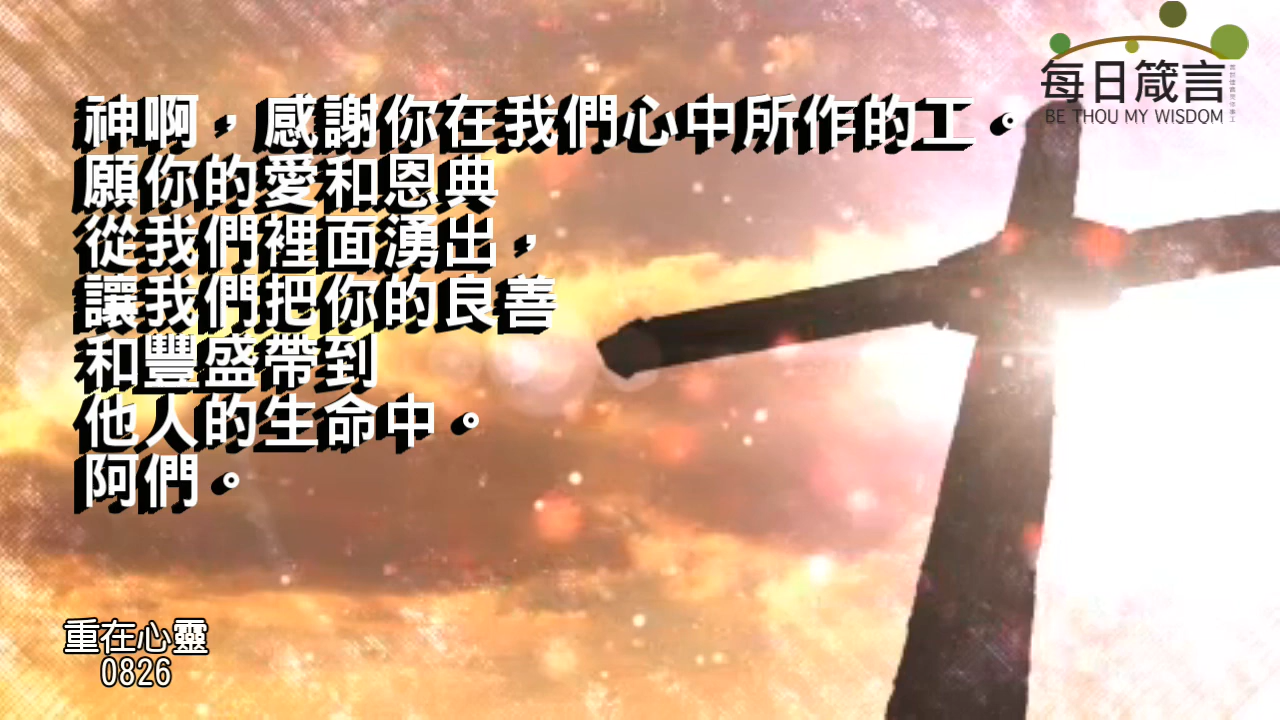 每日箴言
BE THOU MY WISDOM
神啊，感謝你在我們心中所作的工。
願你的愛和恩典
從我們裡面湧出，
讓我們把你的良善
和豐盛帶到
他人的生命中。
阿們。
重在心靈
0826